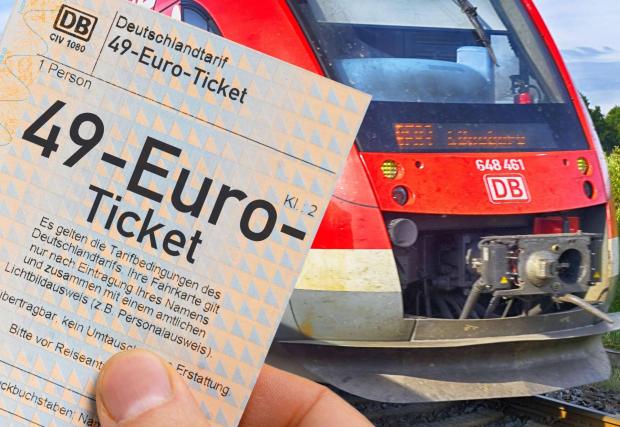 DB
CIV 1080
Deutschlandtarif
49-Euro-Ticket
1 Person
49-Euro-
Ticket
Kl.: 2
Es gelten die Tarifbedingungen des
Deutschlandtarifs. Ihre Fahrkarte gilt
nur nach Eintragung Ihres Namens
und zusammen mit einem amtlichen
Lichtbildausweis (z.B. Personalausweis).
kein Umtausch
Erstattung.
Bitte vor
Lüneburg
648 461
DB